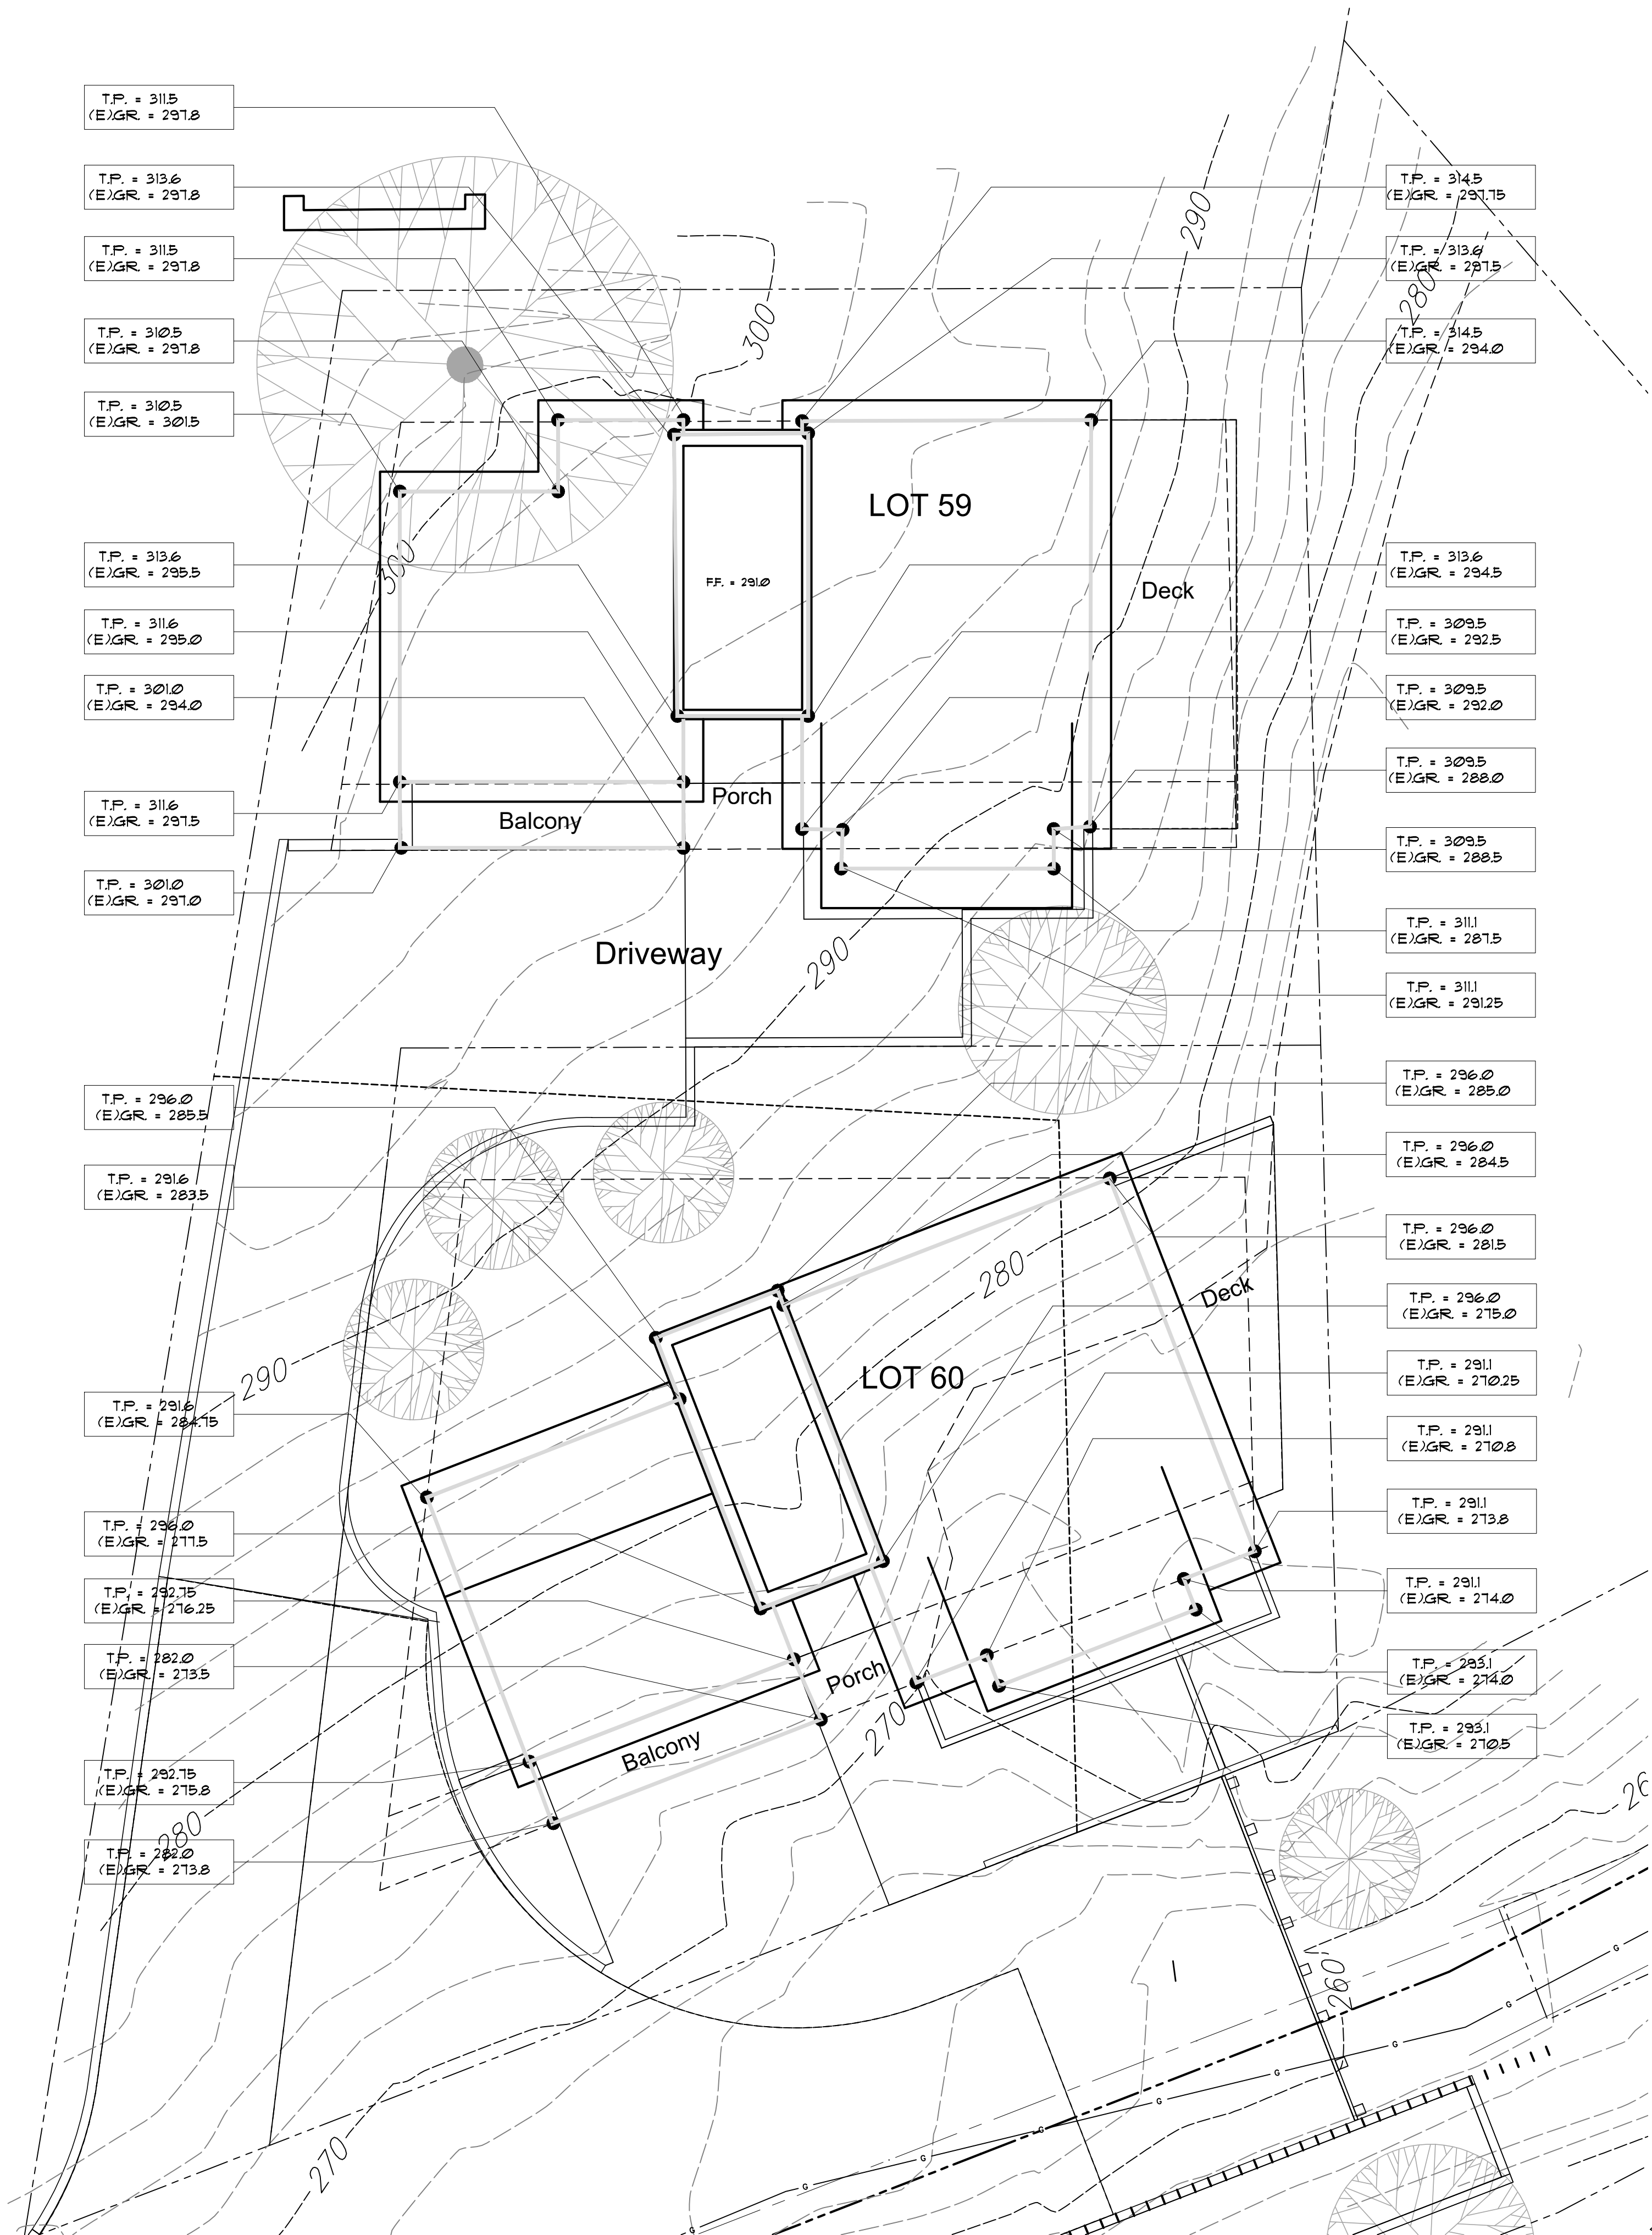 T.P. = 311.5
(E).GR. = 297.8
T.P. = 313.6
(E).GR. = 297.8
T.P. = 311.5
(E).GR. = 297.8
T.P. = 310.5
(E).GR. = 297.8
T.P. = 310.5
(E).GR. = 301.5
T.P. = 313.6
(E).GR. = 295.5
T.P. = 311.6
(E).GR. = 295.0
T.P. = 301.0
(E).GR. = 294.0
T.P. = 311.6
(E).GR. = 297.5
T.P. = 301.0
(E).GR. = 297.0
T.P. = 296.0
(E).GR. = 285.5
T.P. = 291.6
(E).GR. = 283.5
T.P. = 291.6
(E).GR. = 284.75
T.P. = 296.0
(E).GR. = 277.5
T.P. = 292.75
(E).GR. = 276.25
T.P. = 282.0
(E).GR. = 273.5
T.P. = 292.75
(E).GR. = 275.8
T.P. = 282.0
(E).GR. = 273.8
T.P. = 314.5
(E).GR. = 297.75
T.P. = 313.6
(E).GR. = 297.5
T.P. = 314.5
(E).GR. = 294.0
T.P. = 313.6
(E).GR. = 294.5
T.P. = 309.5
(E).GR. = 292.5
T.P. = 309.5
(E).GR. = 292.0
T.P. = 309.5
(E).GR. = 288.0
T.P. = 309.5
(E).GR. = 288.5
T.P. = 311.1
(E).GR. = 287.5
T.P. = 311.1
(E).GR. = 291.25
T.P. = 296.0
(E).GR. = 285.0
T.P. = 296.0
(E).GR. = 284.5
T.P. = 296.0
(E).GR. = 281.5
T.P. = 296.0
(E).GR. = 275.0
T.P. = 291.1
(E).GR. = 270.25
T.P. = 291.1
(E).GR. = 270.8
T.P. = 291.1
(E).GR. = 273.8
T.P. = 291.1
(E).GR. = 274.0
T.P. = 293.1
(E).GR. = 274.0
T.P. = 293.1
(E).GR. = 270.5
290
280
300
LOT 59
300
F.F. = 291.0
Deck
Porch
Balcony
Driveway
290
280
Deck
290
LOT 60
Porch
270
Balcony
280
260
270
G
G
G
G
G
G
G
G
G